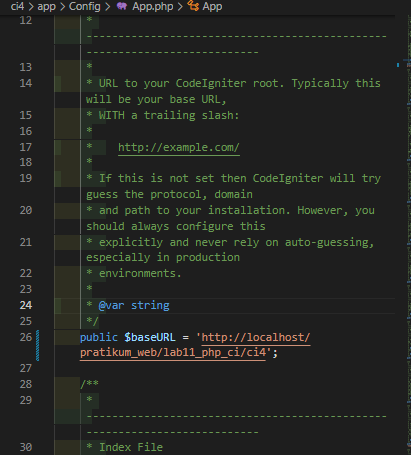 ci4 > app > Config > App.php > App
12 *
--------------------------------------------
-------------------------
13 *
14 * URL to your CodeIgniter root. Typically this
will be your base URL,
15 * WITH a trailing slash:
16 *
17 * http://example.com/
18 *
19 * If this is not set then CodeIgniter will try
guess the protocol, domain
20 * and path to your installation. However, you
should always configure this
21 * explicitly and never rely on auto-guessing,
especially in production
22 * environments.
23 *
24 * @var string
25 */
26 public $baseURL = 'http://localhost/
pratikum_web/lab11_php_ci/ci4';
27
28 /**
29 *
--------------------------------------------
-------------------------
30 * Index File